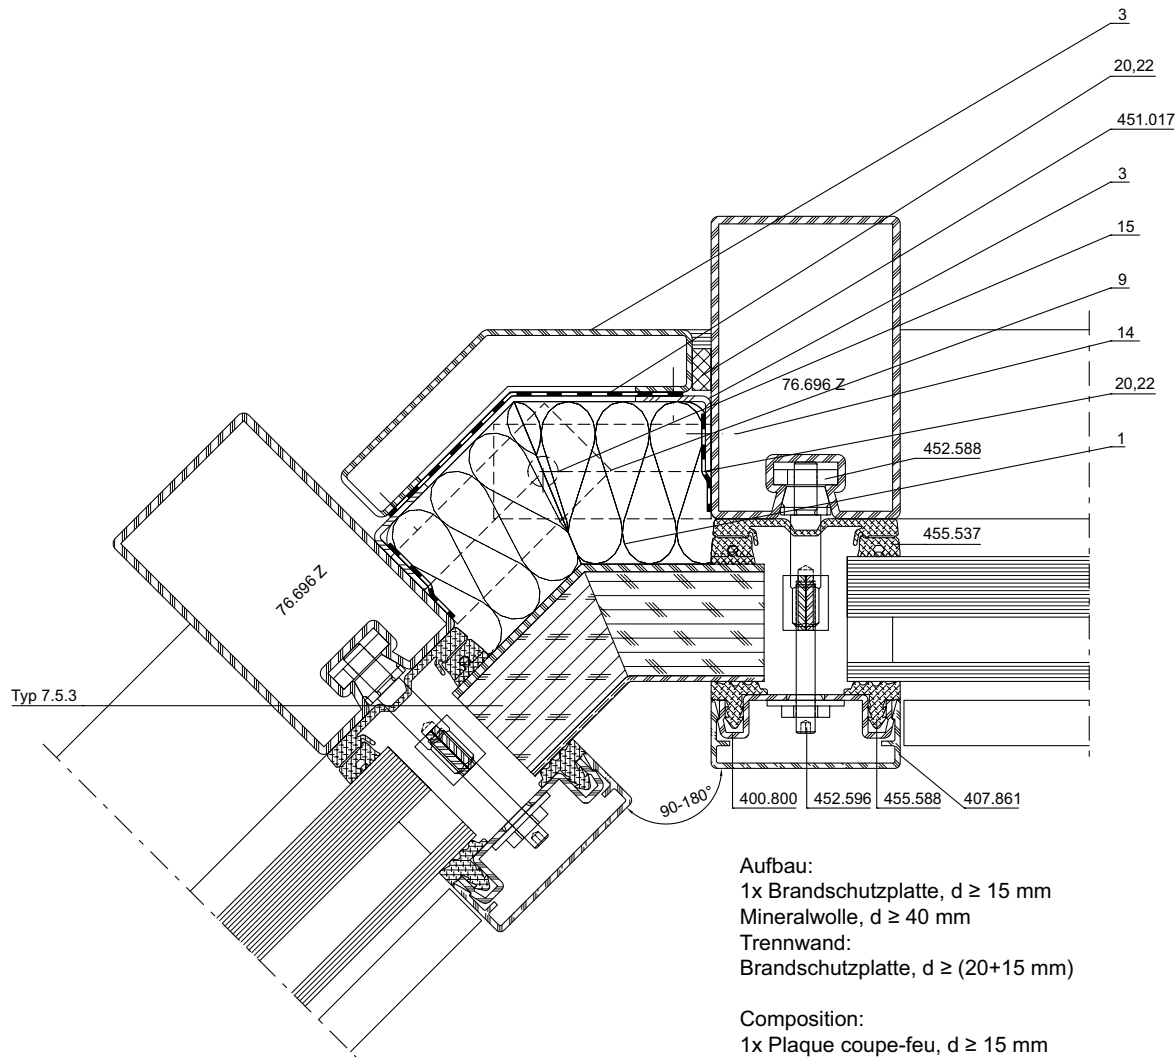 3
20,22
451.017
3
15
9
14
76.696 Z
20,22
1
452.588
455.537
76.696 Z
Typ 7.5.3
90-180°
400.800
452.596
455.588
407.861
Aufbau:
1x Brandschutzplatte, d ≥ 15 mm
Mineralwolle, d ≥ 40 mm
Trennwand:
Brandschutzplatte, d ≥ (20+15 mm)
Composition:
1x Plaque coupe-feu, d ≥ 15 mm